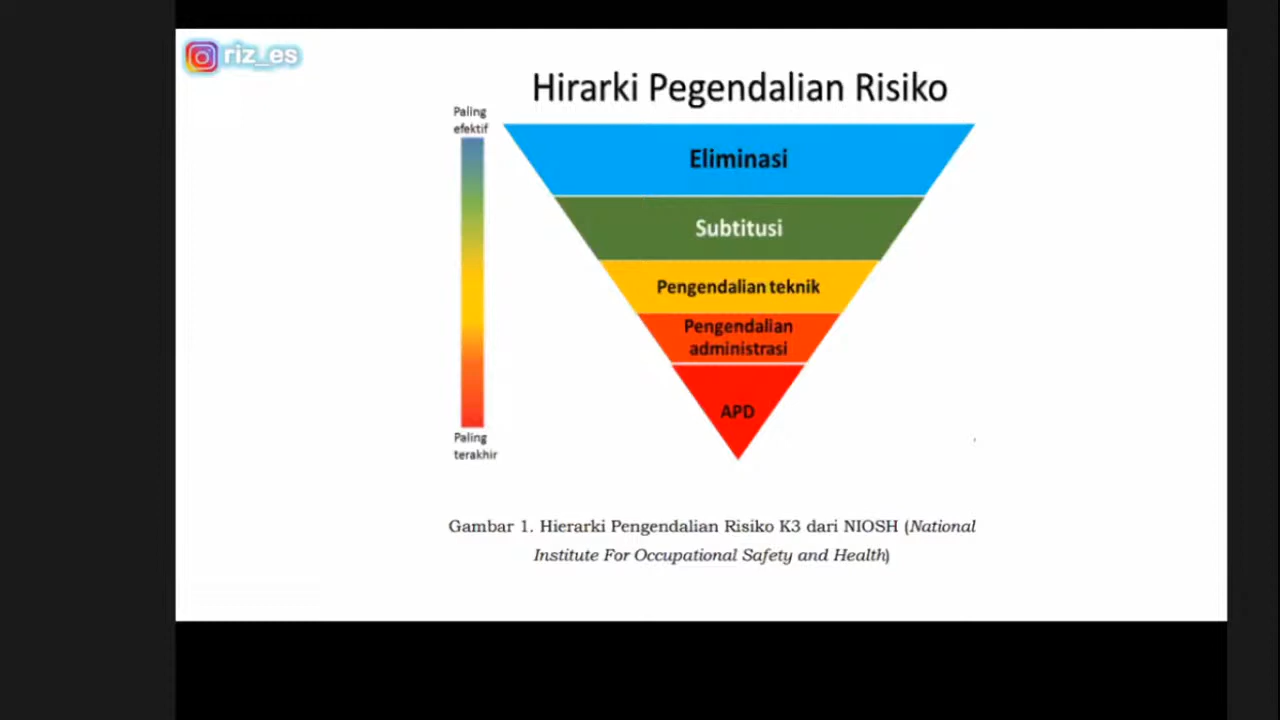 riz_es
Hirarki Pegendalian Risiko
Paling
efektif
Eliminasi
Subtitusi
Pengendalian teknik
Pengendalian
administrasi
APD
Paling
terakhir
Gambar 1. Hierarki Pengendalian Risiko K3 dari NIOSH (National
Institute For Occupational Safety and Health)